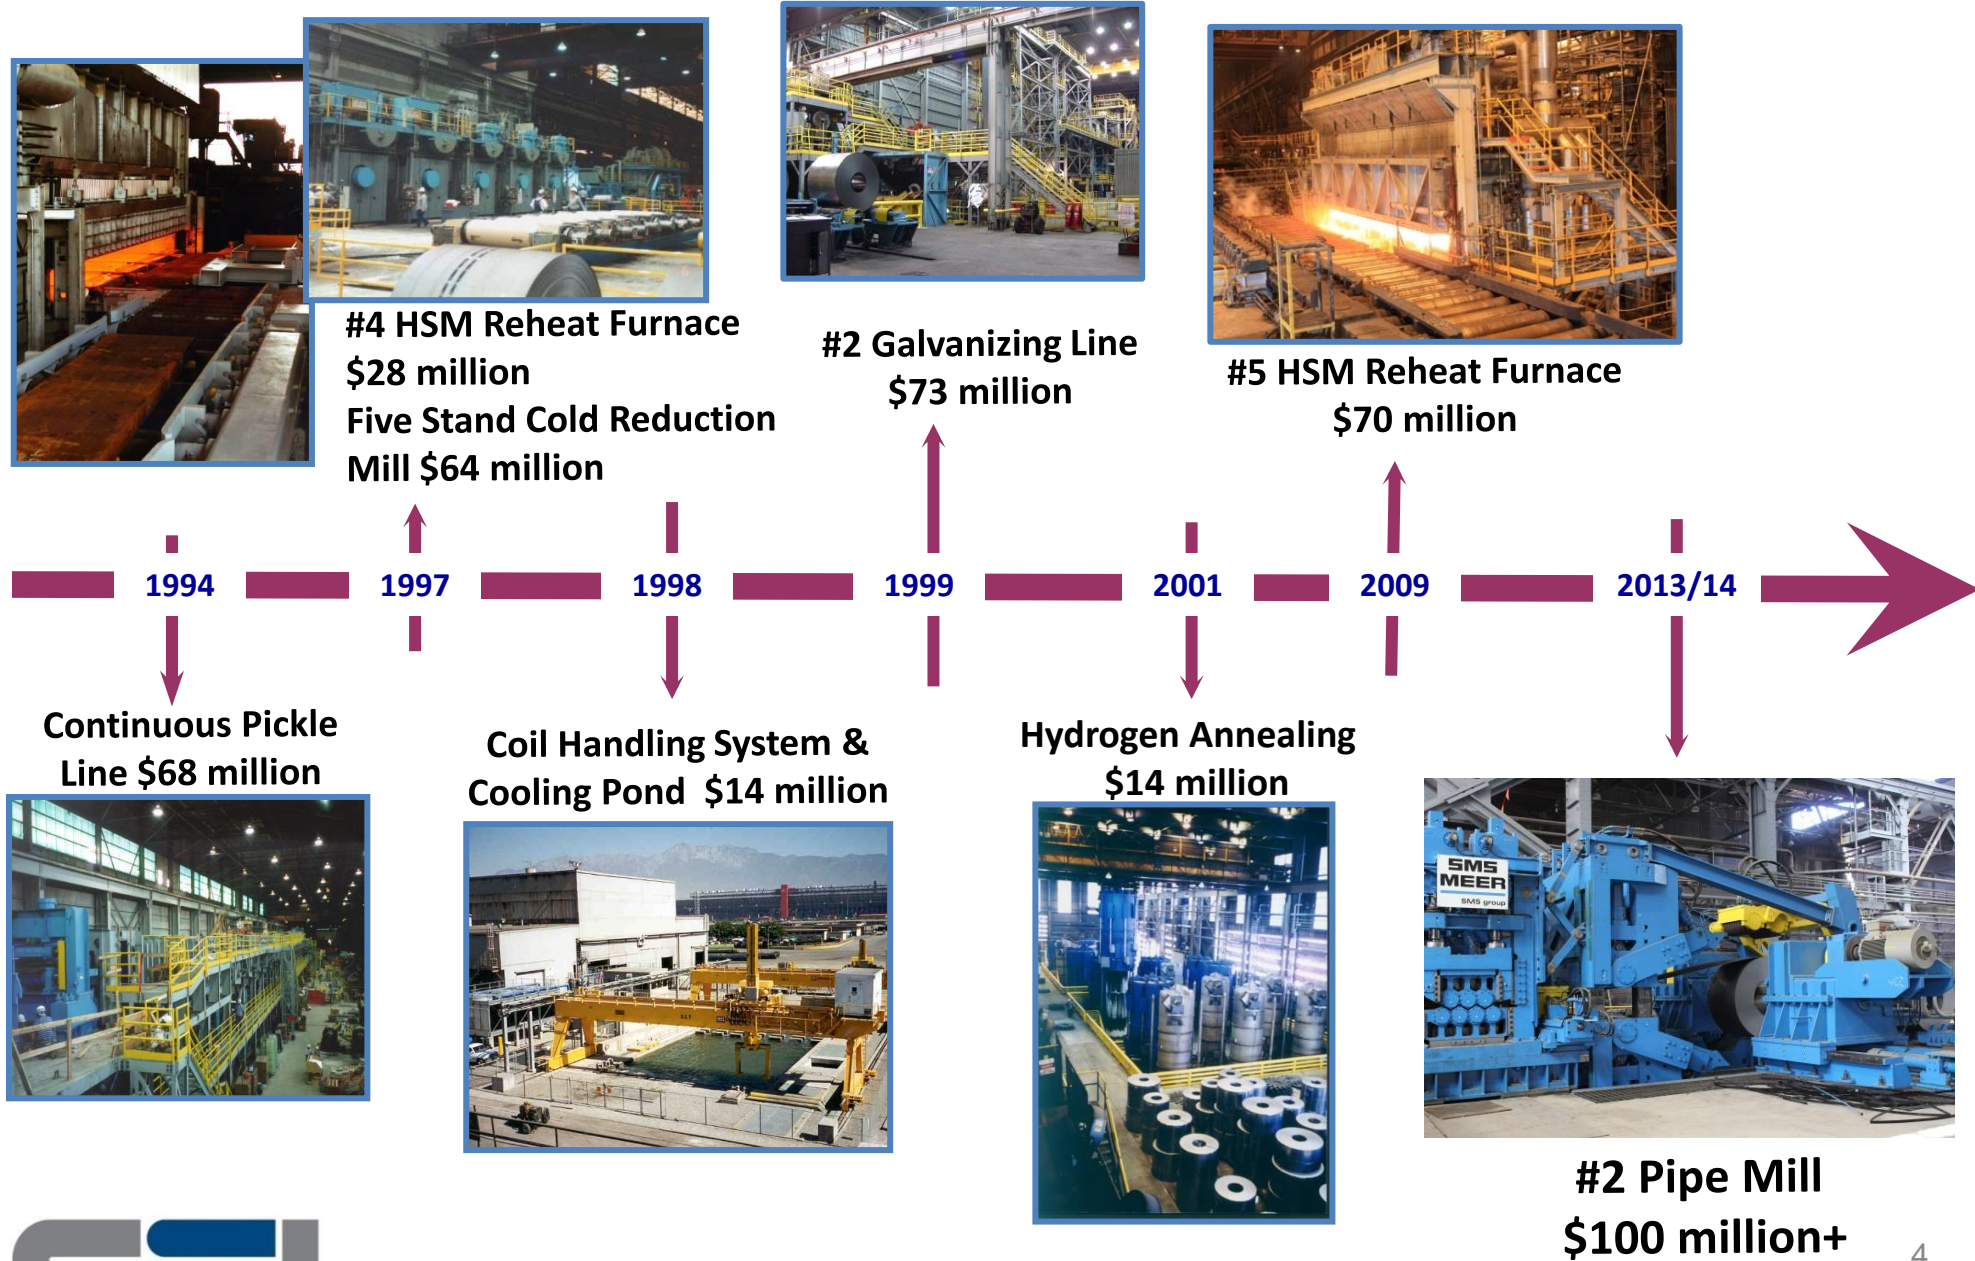 #4 HSM Reheat Furnace
$28 million
Five Stand Cold Reduction
Mill $64 million
#2 Galvanizing Line
$73 million
#5 HSM Reheat Furnace
$70 million
1994
1997
1998
1999
2001
2009
2013/14
Continuous Pickle
Line $68 million
Coil Handling System &
Cooling Pond $14 million
Hydrogen Annealing
$14 million
SMS
MEER
SMS group
#2 Pipe Mill
$100 million+
4